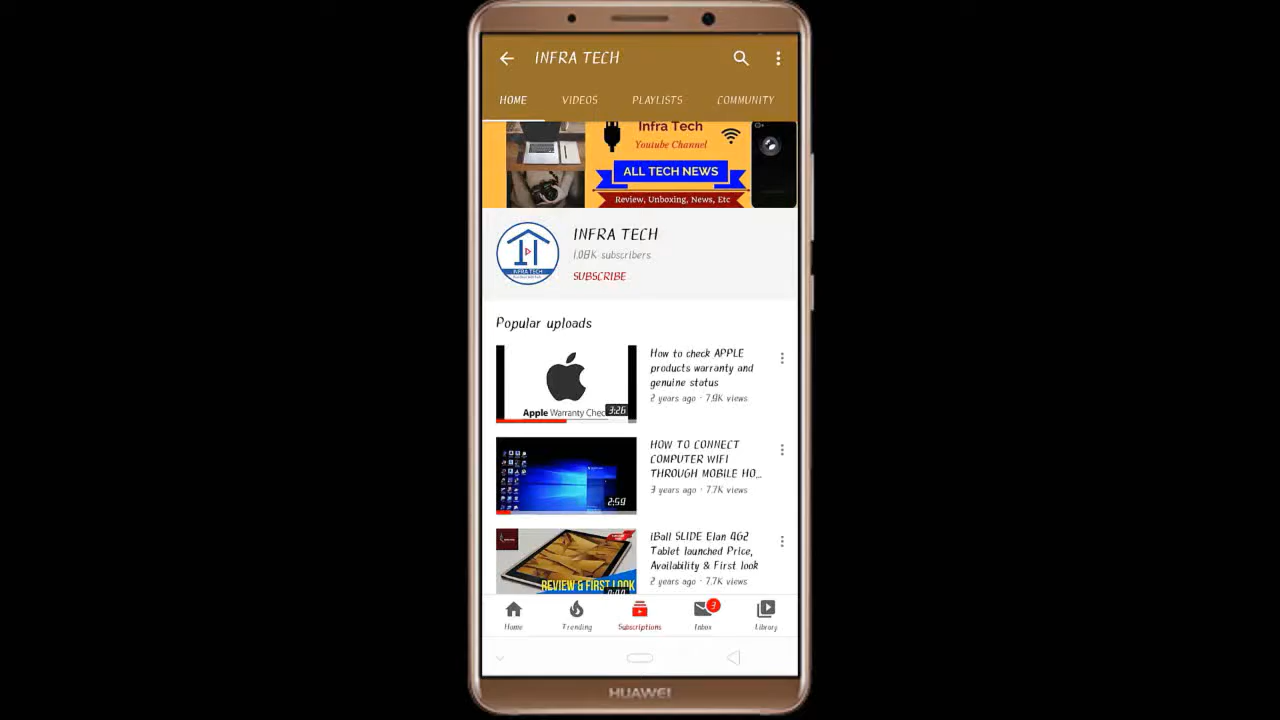 INFRA TECH
HOME VIDEOS PLAYLISTS COMMUNITY
Infra Tech
Youtube Channel
ALL TECH NEWS
Review, Unboxing, News, Etc
INFRA TECH
1.08K subscribers
SUBSCRIBE
INFRA TECH
Popular uploads
How to check APPLE
products warranty and
genuine status
2 years ago · 7.9K views
Apple Warranty Chec
3:26
HOW TO CONNECT
COMPUTER WIFI
THROUGH MOBILE HO...
3 years ago · 7.7K views
2:59
iBall SLIDE Elan 4G2
Tablet launched Price,
Availability & First look
2 years ago · 7.7K views
REVIEW & FIRST LOOK
Home Trending Subscriptions Inbox Library
3
HUAWEI